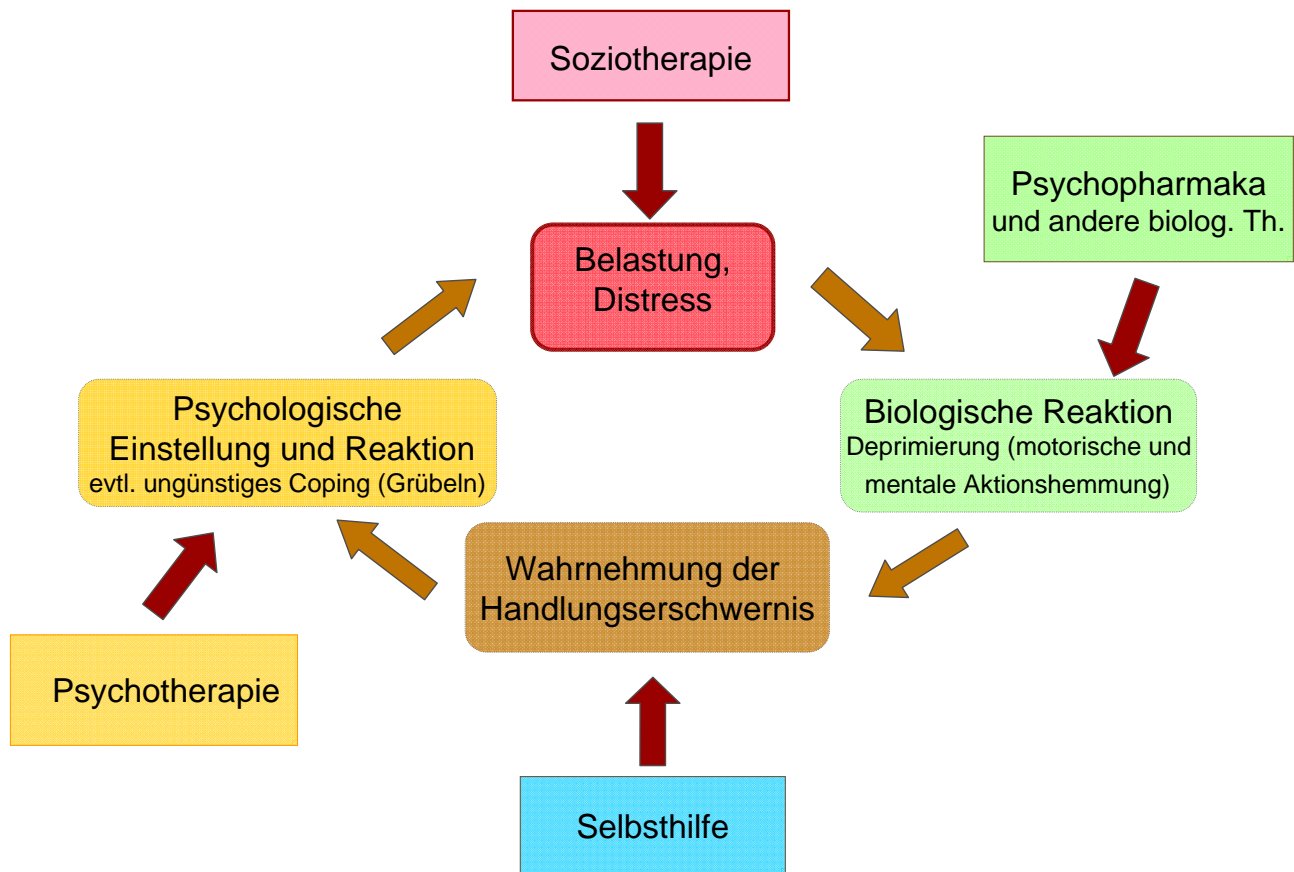 Soziotherapie
Psychopharmaka
und andere biolog. Th.
Belastung,
Distress
Psychologische
Einstellung und Reaktion
evtl. ungünstiges Coping (Grübeln)
Biologische Reaktion
Deprimierung (motorische und
mentale Aktionshemmung)
Wahrnehmung der
Handlungserschwernis
Psychotherapie
Selbsthilfe